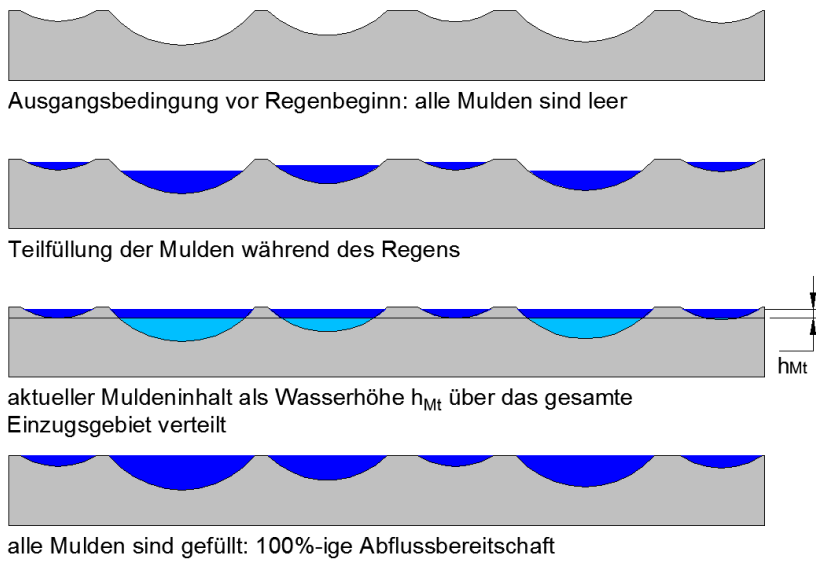 Ausgangsbedingung vor Regenbeginn: alle Mulden sind leer
Teilfüllung der Mulden während des Regens
hMt
aktueller Muldeninhalt als Wasserhöhe hMt über das gesamte
Einzugsgebiet verteilt
alle Mulden sind gefüllt: 100%-ige Abflussbereitschaft